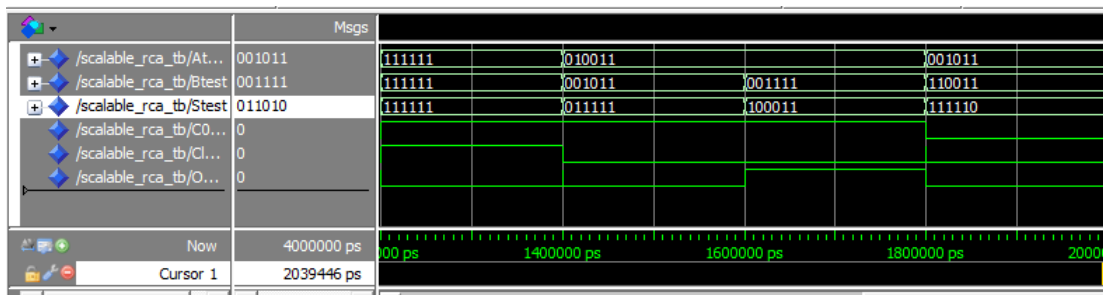 Msgs
/scalable_rca_tb/At... 001011 111111 010011 001011
/scalable_rca_tb/Btest 001111 111111 001011 001111 110011
/scalable_rca_tb/Stest 011010 111111 011111 100011 111110
/scalable_rca_tb/C0... 0
/scalable_rca_tb/Cl... 0
/scalable_rca_tb/O... 0
Now 4000000 ps 000 ps 1400000 ps 1600000 ps 1800000 ps 20000
Cursor 1 2039446 ps